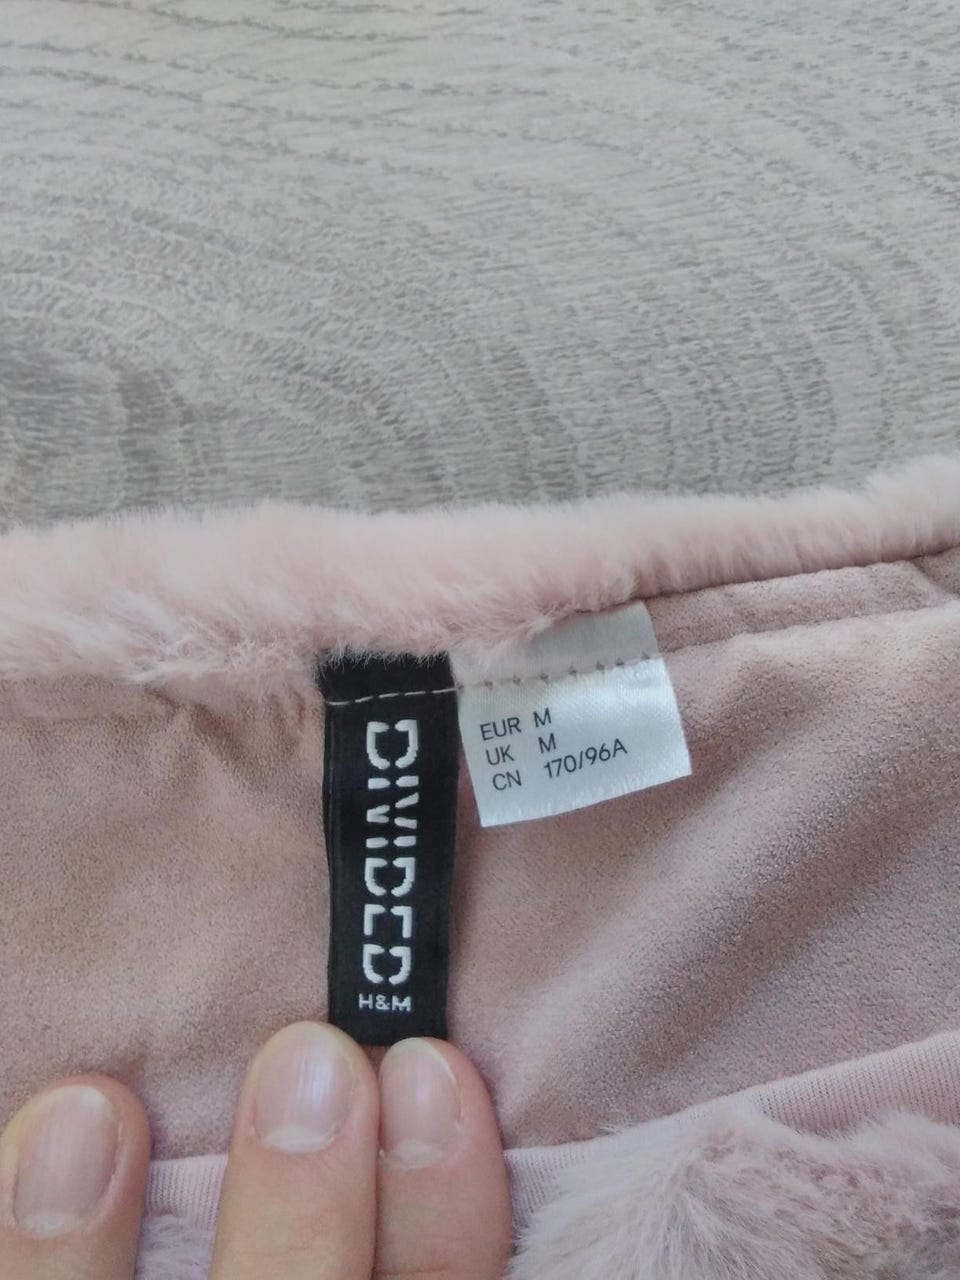 DIVIDED
H&M
EUR M
UK M
CN 170/96A